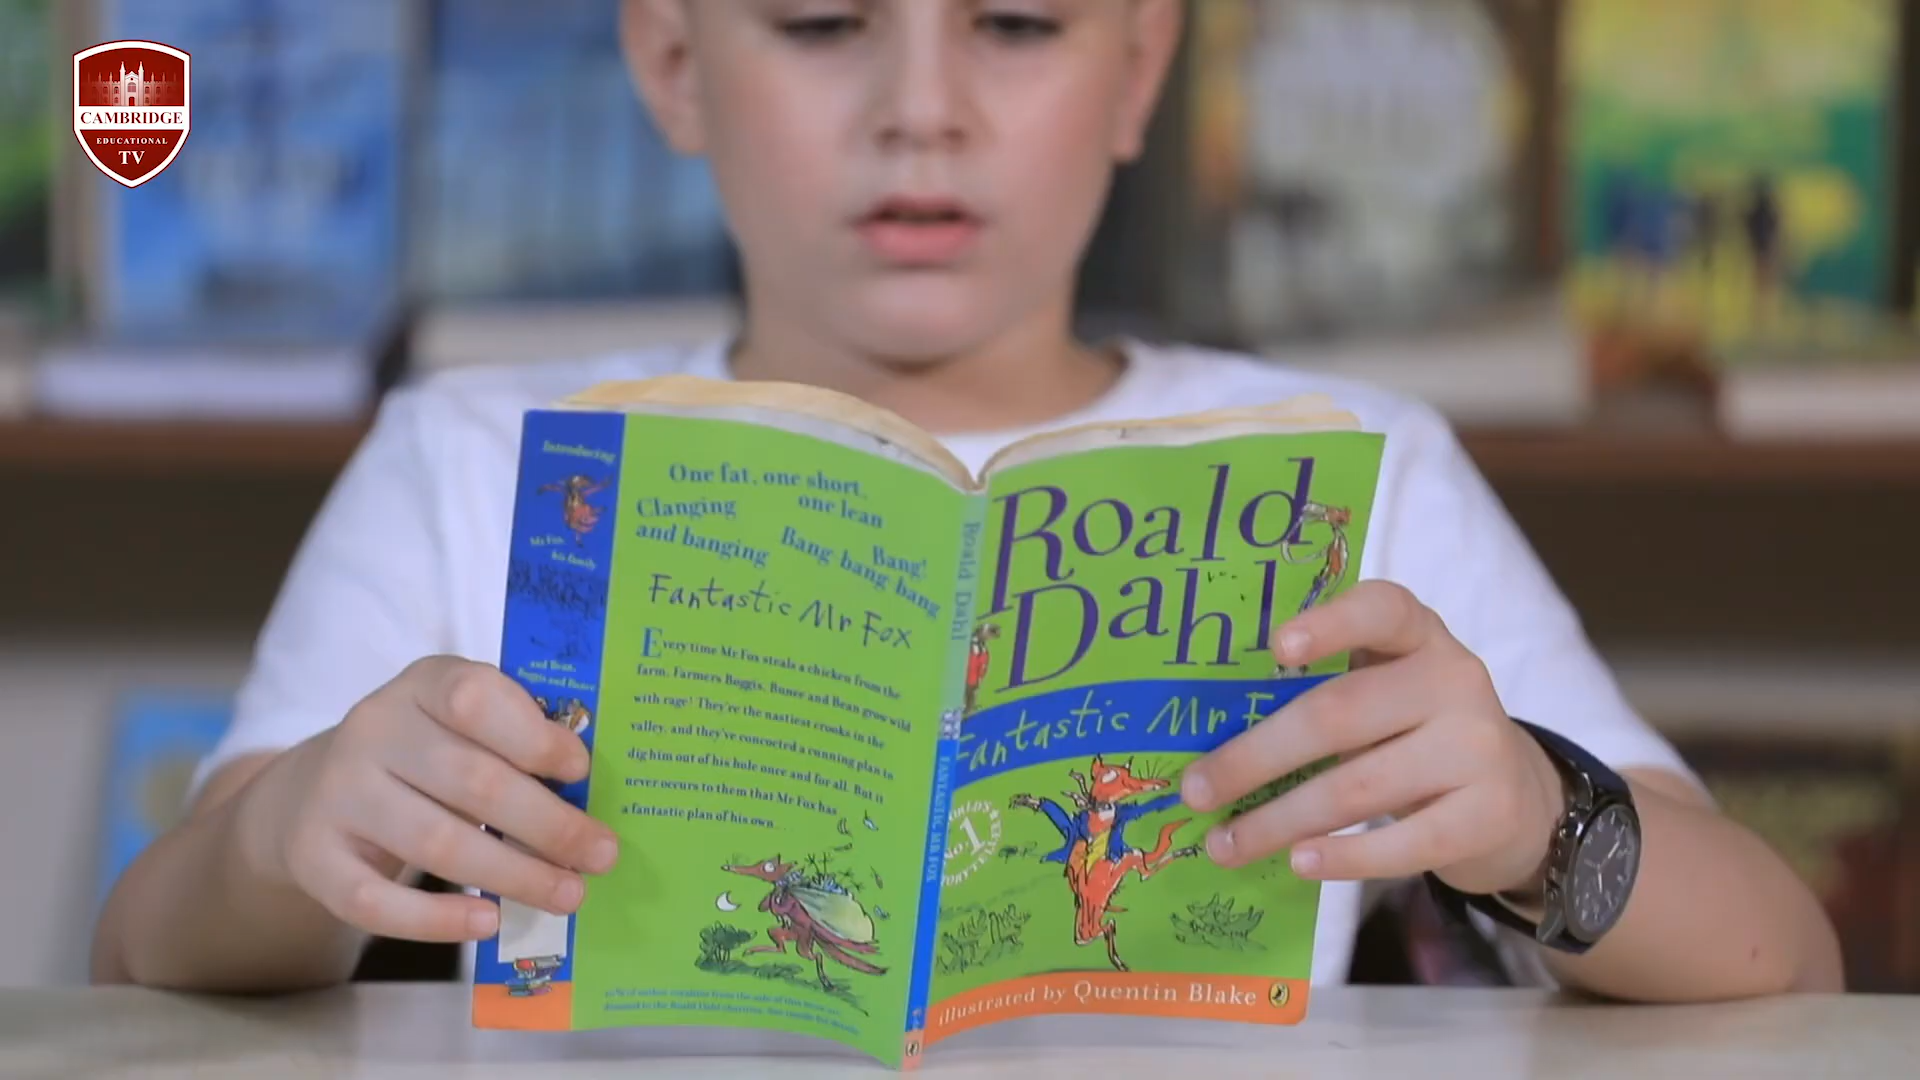 CAMBRIDGE
EDUCATIONAL
TV
Introducing
Mr Fox,
his family
and Bean,
Boggis and Bunce
One fat, one short,
one lean
Clanging
and banging
Bang!
Bang bang bang
Fantastic Mr Fox
Every time Mr Fox steals a chicken from the
farm, Farmers Boggis, Bunce and Bean grow wild
with rage! They're the nastiest crooks in the
valley, and they've concocted a cunning plan to
dig him out of his hole once and for all. But it
never occurs to them that Mr Fox has
a fantastic plan of his own...
Roald Dahl
FANTASTIC MR FOX
Roald
Dahl
Fantastic Mr F
WORLD'S
No. 1
STORYTELLER
illustrated by Quentin Blake